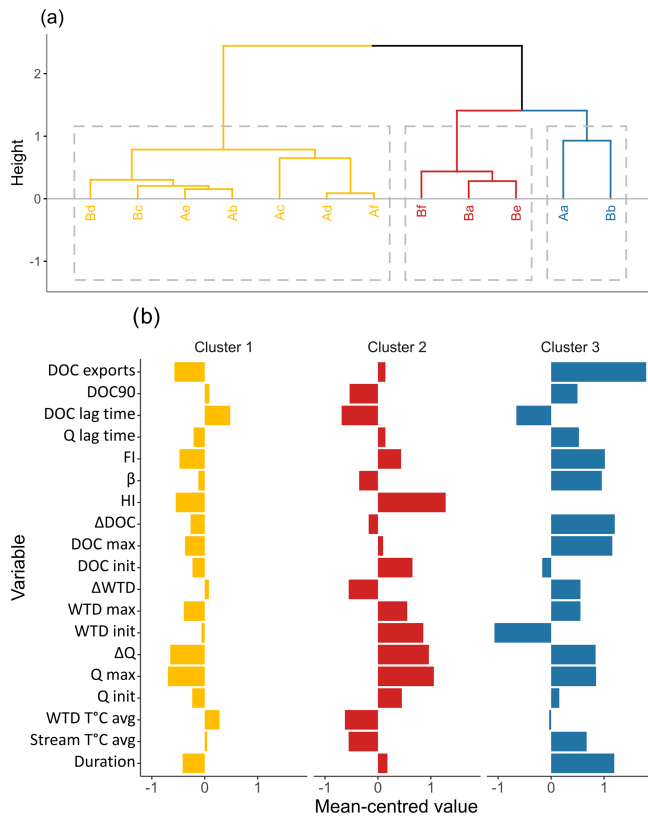 (a)
Height
2
1
0
-1
Bd Bc Ae Ab Ac Ad Af Bf Ba Be Aa Bb
(b)
Cluster 1 Cluster 2 Cluster 3
Variable
DOC exports
DOC90
DOC lag time
Q lag time
FI
β
HI
ΔDOC
DOC max
DOC init
ΔWTD
WTD max
WTD init
ΔQ
Q max
Q init
WTD T°C avg
Stream T°C avg
Duration
-1 0 1 -1 0 1 -1 0 1
Mean-centred value